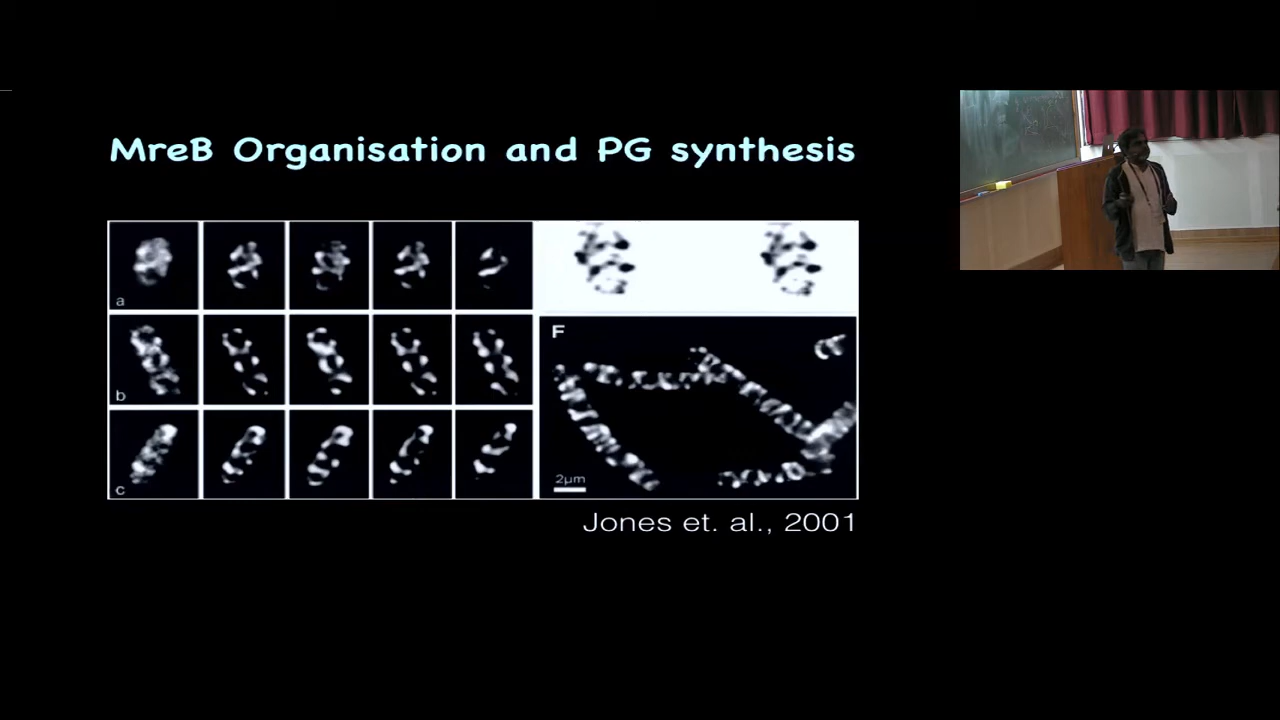 MreB Organisation and PG synthesis
a
b
c
F
2μm
Jones et. al., 2001